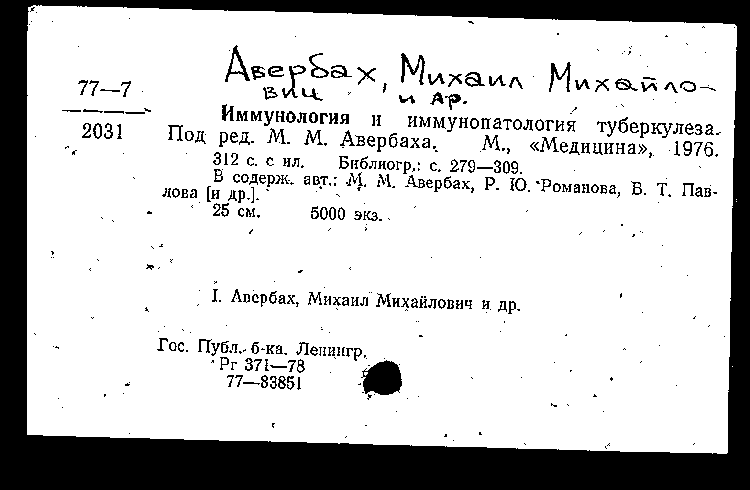 Авербах, Михаил Михайло-
вич и др.
77—7
2031
Иммунология и иммунопатология туберкулеза.
Под ред. М. М. Авербаха. М., «Медицина», 1976.
312 с. с ил. Библиогр.: с. 279—309.
В содерж. авт.: М. М. Авербах, Р. Ю. Романова, В. Т. Пав-
лова [и др.].
25 см. 5000 экз.
I. Авербах, Михаил Михайлович и др.
Гос. Публ. б-ка. Ленингр.
Рг 371—78
77—83851